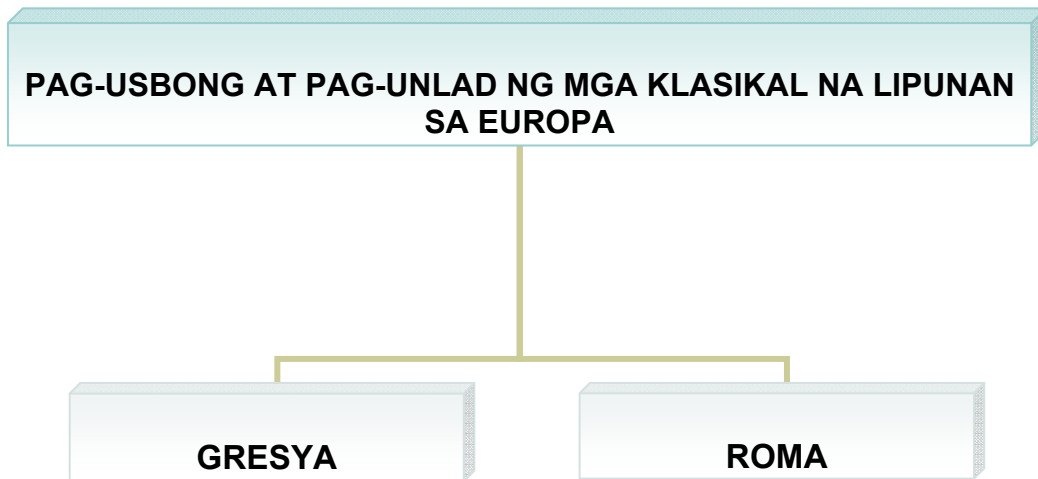 PAG-USBONG AT PAG-UNLAD NG MGA KLASIKAL NA LIPUNAN
SA EUROPA
GRESYA
ROMA